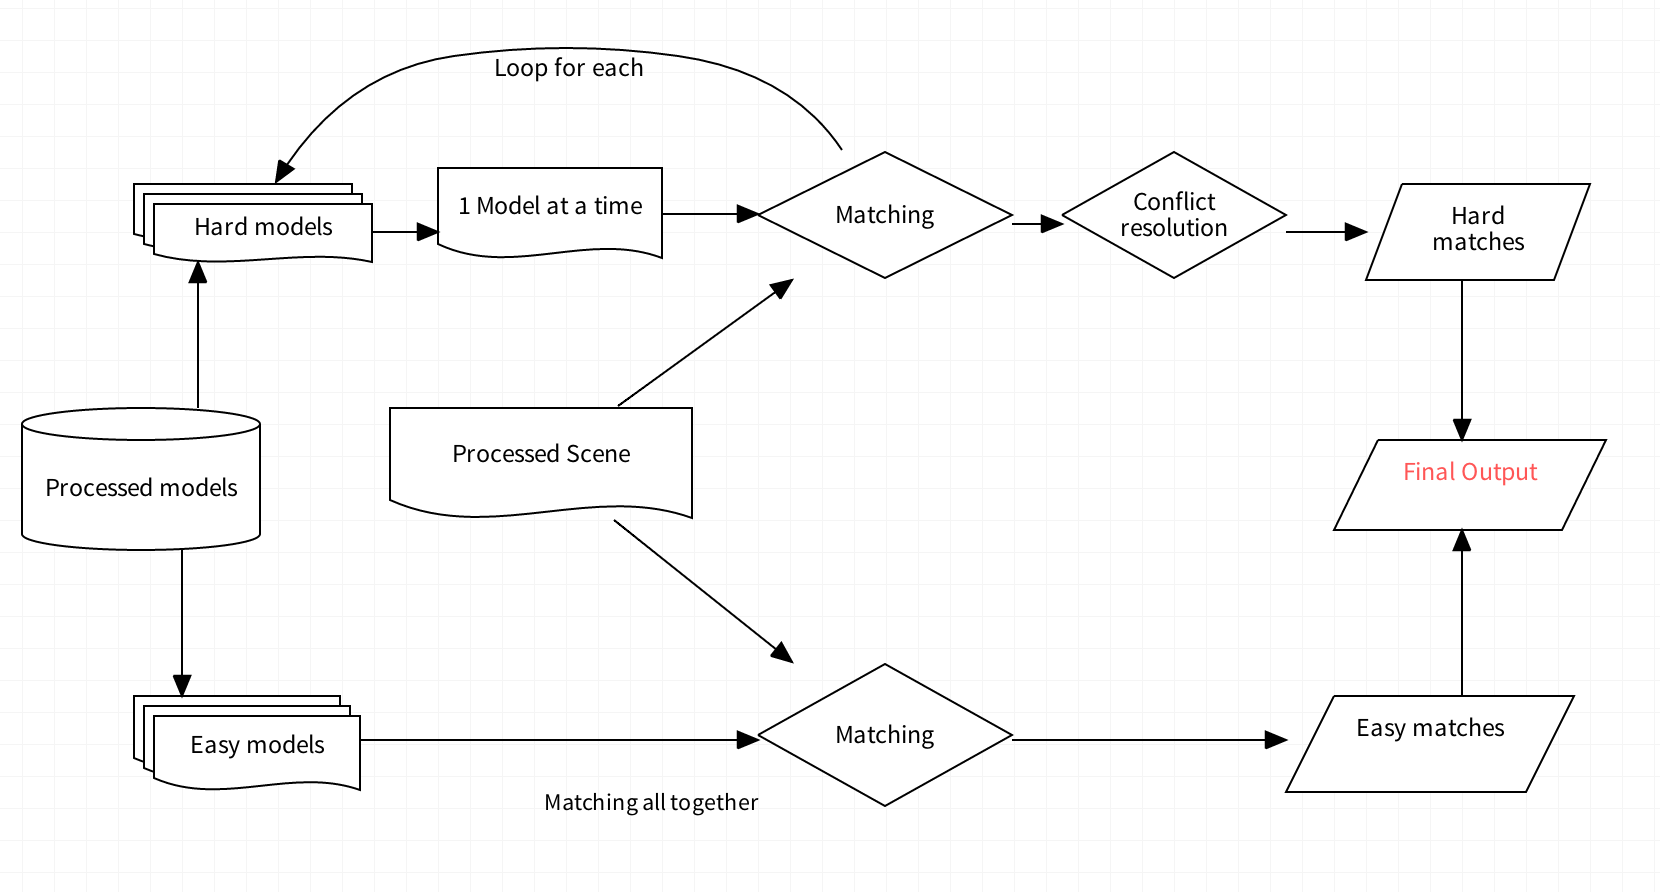 Loop for each
Hard models
1 Model at a time
Matching
Conflict
resolution
Hard
matches
Processed models
Processed Scene
Final Output
Easy models
Matching
Easy matches
Matching all together